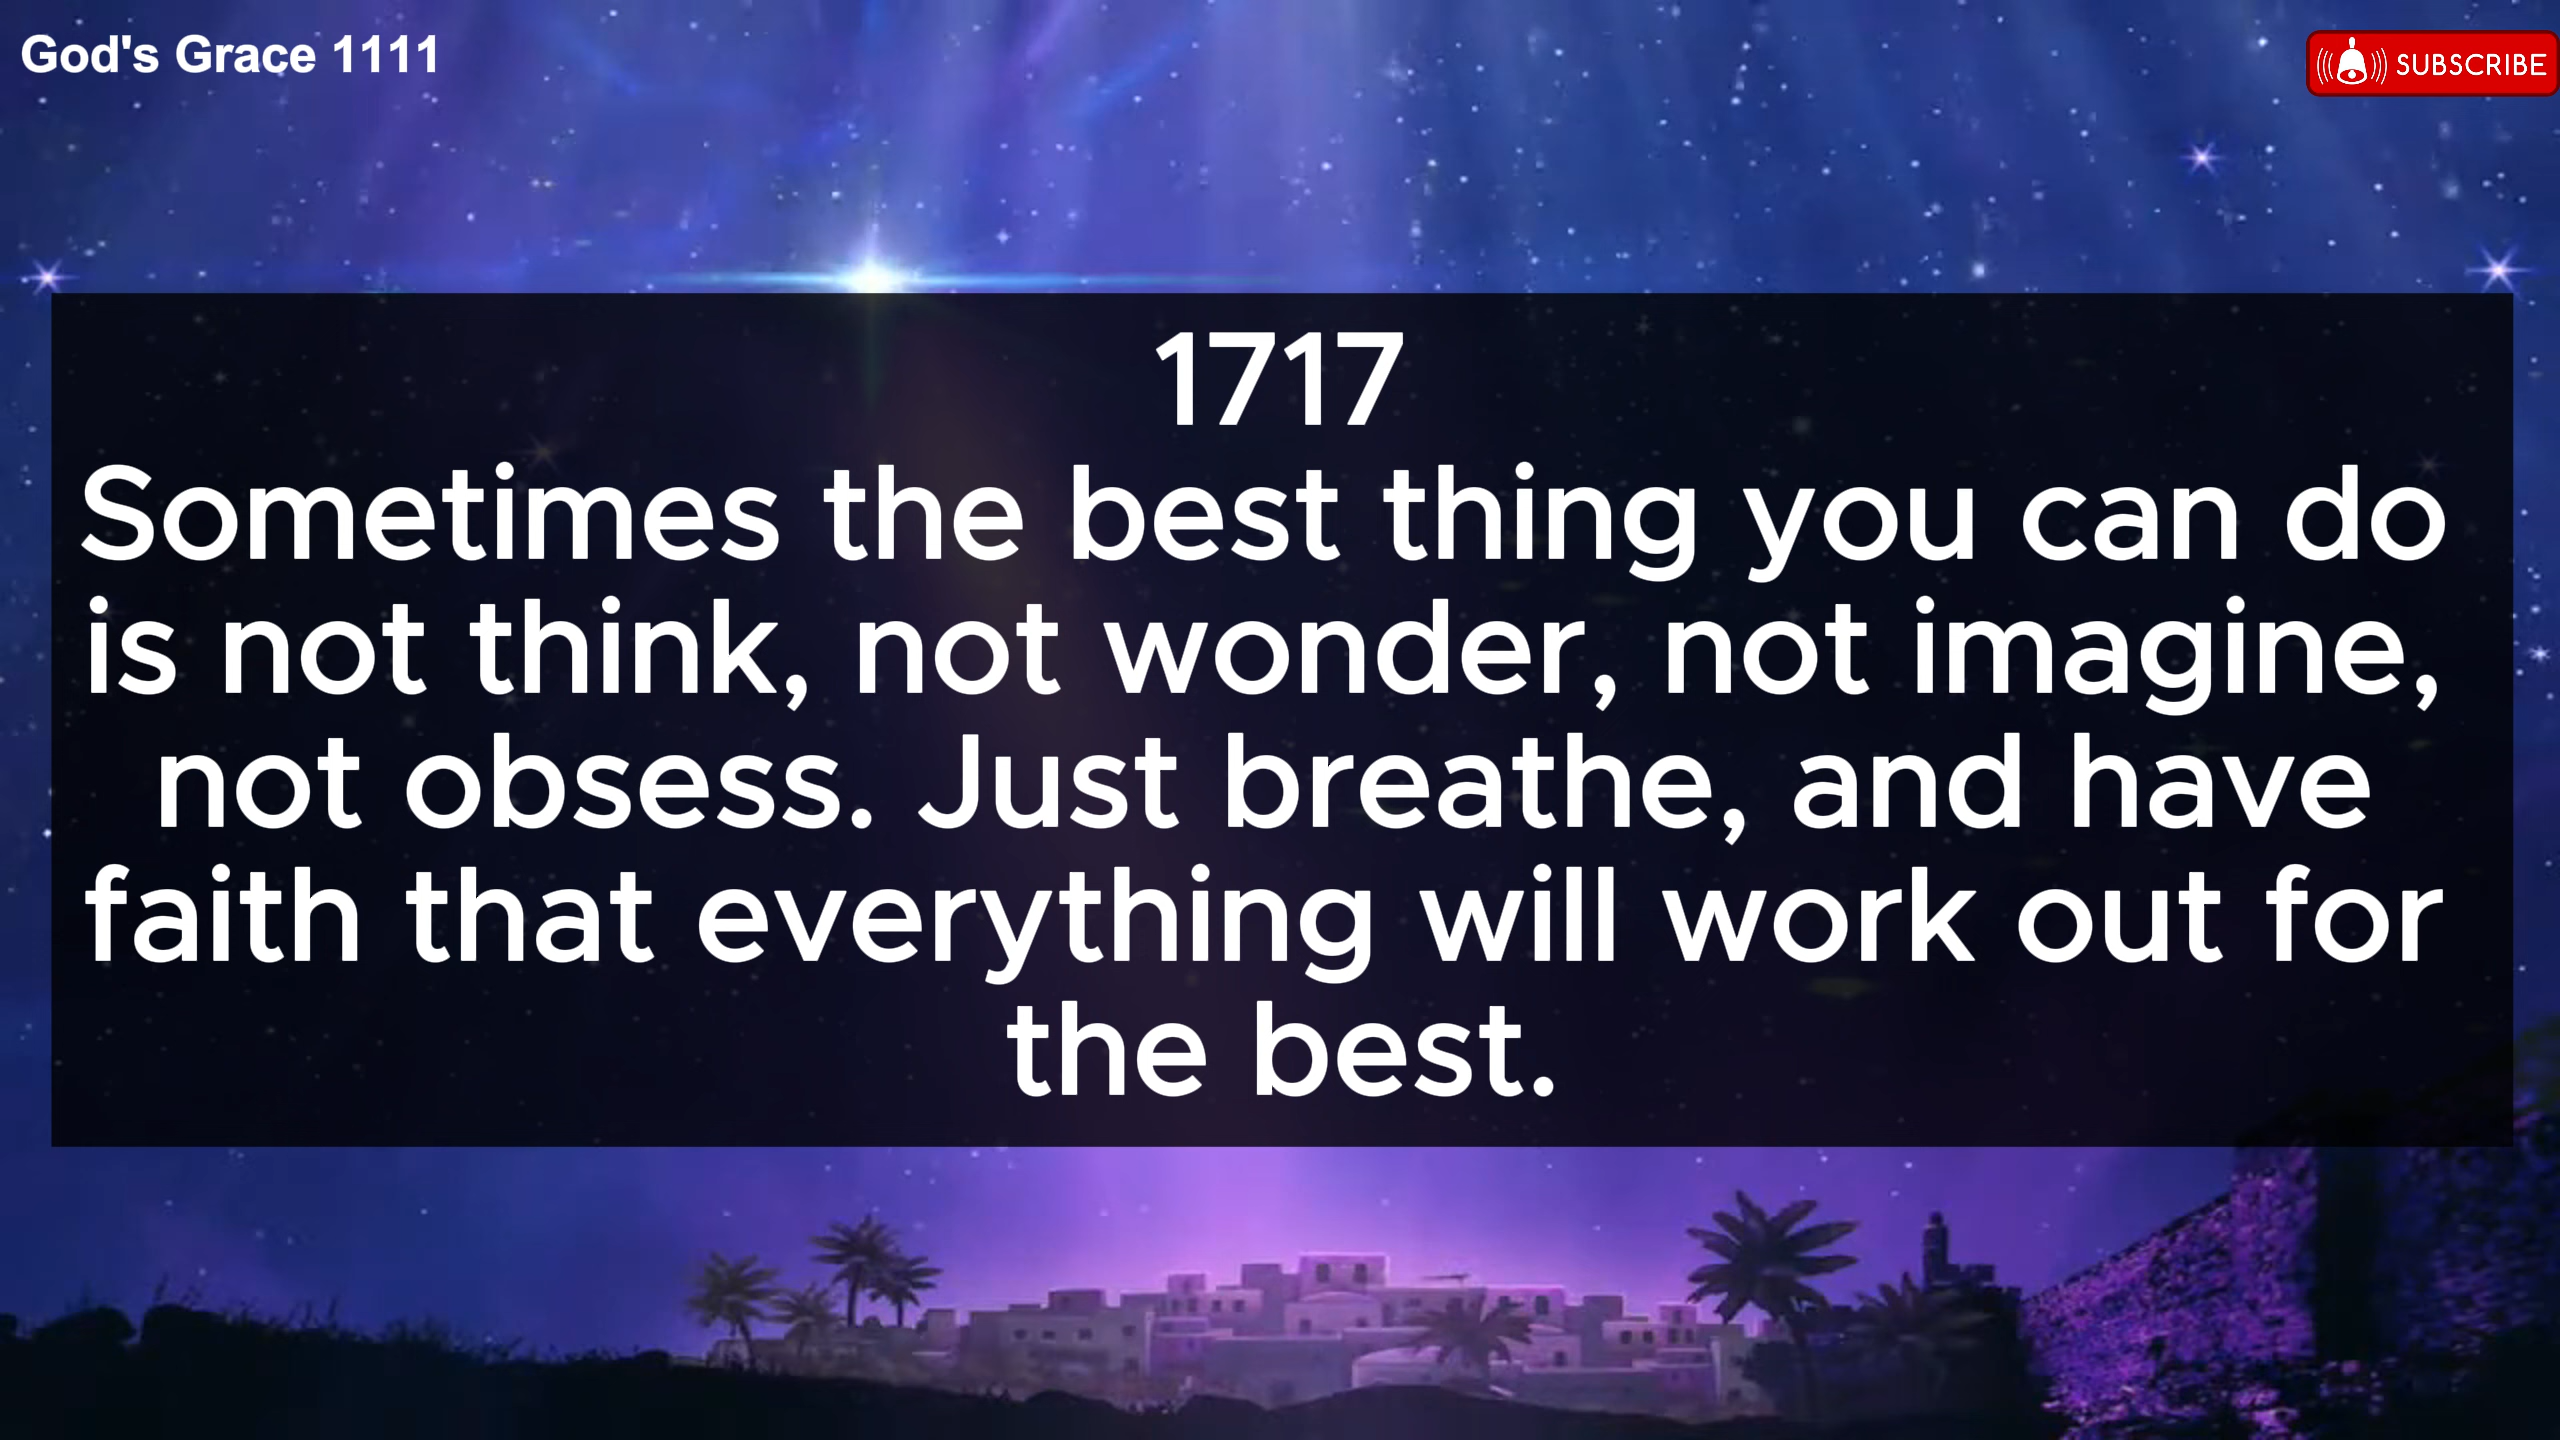 God's Grace 1111
SUBSCRIBE
1717
Sometimes the best thing you can do
is not think, not wonder, not imagine,
not obsess. Just breathe, and have
faith that everything will work out for
the best.